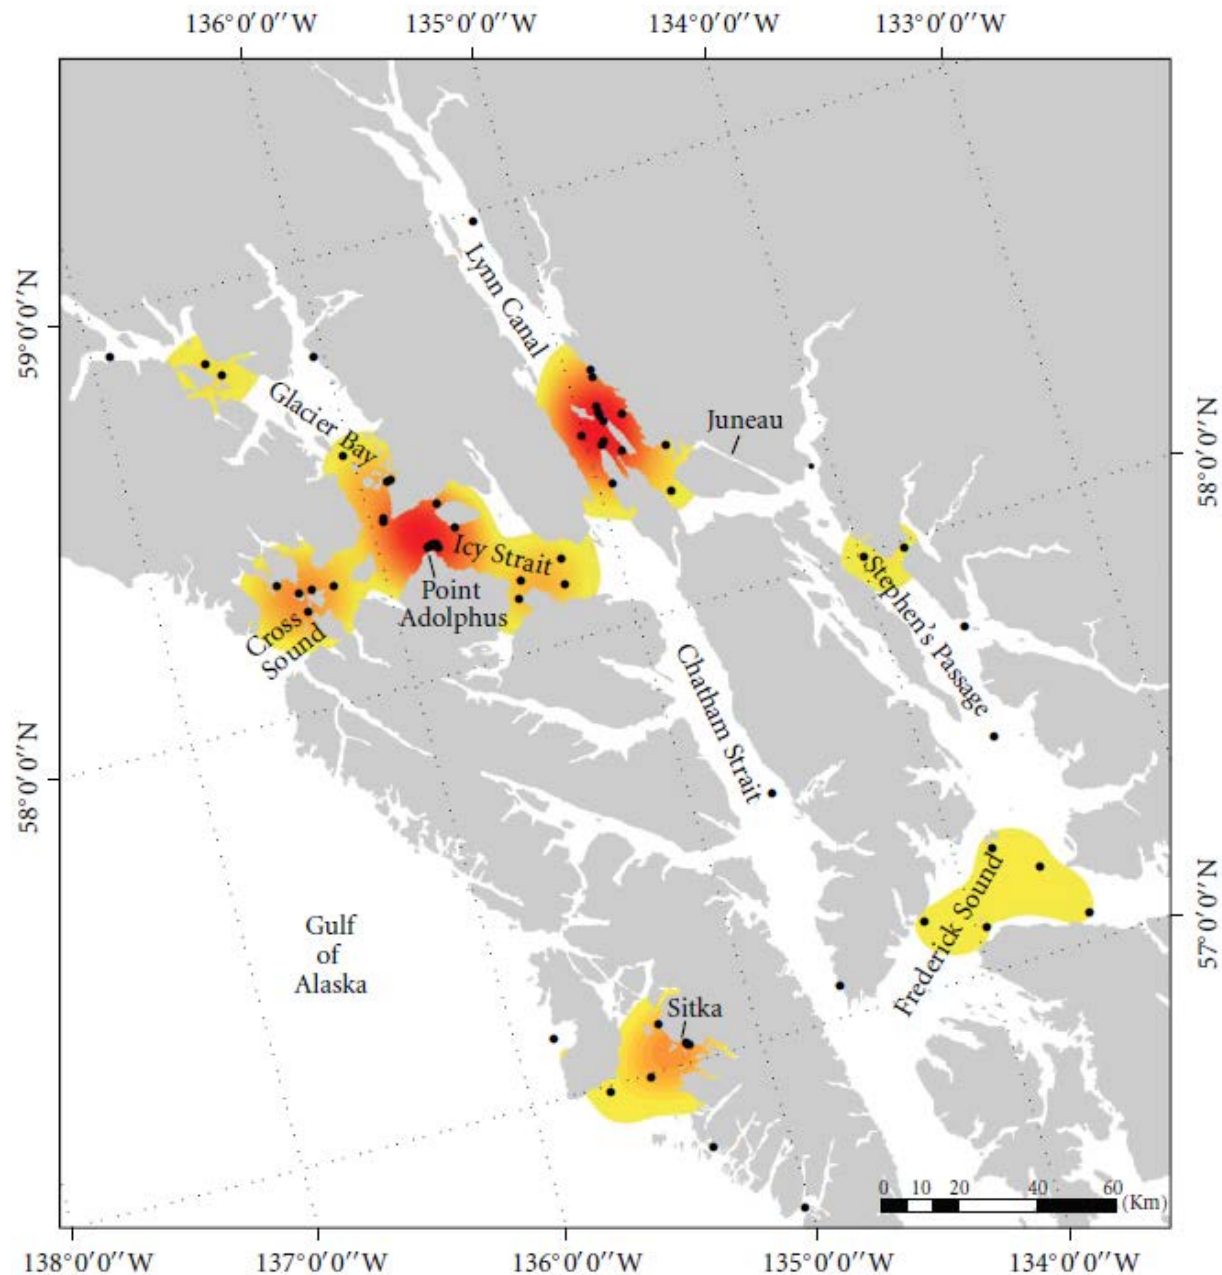 136°0′0″W 135°0′0″W 134°0′0″W 133°0′0″W
59°0′0″N
58°0′0″N
58°0′0″N
57°0′0″N
Lynn Canal
Glacier Bay
Juneau
Icy Strait
Point
Adolphus
Cross
Sound
Stephen's Passage
Chatham Strait
Frederick Sound
Gulf
of
Alaska
Sitka
0 10 20 40 60
(Km)
138°0′0″W 137°0′0″W 136°0′0″W 135°0′0″W 134°0′0″W